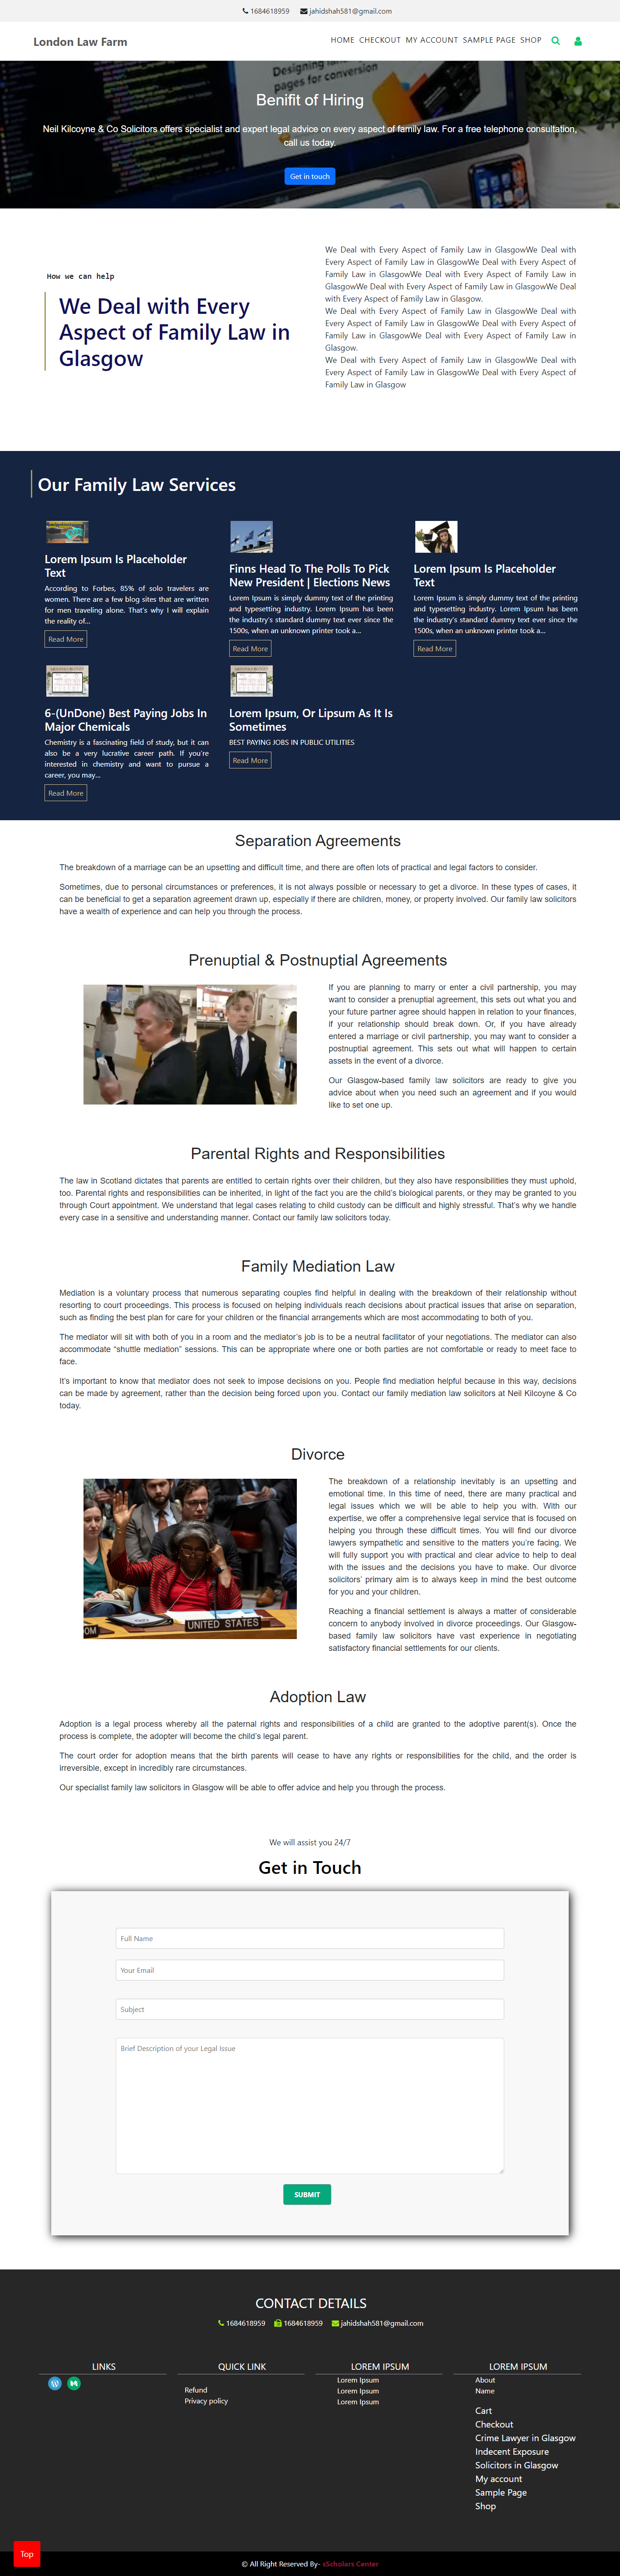 1684618959 jahidshah581@gmail.com
London Law Farm
HOME CHECKOUT MY ACCOUNT SAMPLE PAGE SHOP
Designing
pages for conversion
Benifit of Hiring
Neil Kilcoyne & Co Solicitors offers specialist and expert legal advice on every aspect of family law. For a free telephone consultation,
call us today.
Get in touch
How we can help
We Deal with Every
Aspect of Family Law in
Glasgow
We Deal with Every Aspect of Family Law in GlasgowWe Deal with
Every Aspect of Family Law in GlasgowWe Deal with Every Aspect of
Family Law in GlasgowWe Deal with Every Aspect of Family Law in
GlasgowWe Deal with Every Aspect of Family Law in GlasgowWe Deal
with Every Aspect of Family Law in Glasgow.
We Deal with Every Aspect of Family Law in GlasgowWe Deal with
Every Aspect of Family Law in GlasgowWe Deal with Every Aspect of
Family Law in GlasgowWe Deal with Every Aspect of Family Law in
Glasgow.
We Deal with Every Aspect of Family Law in GlasgowWe Deal with
Every Aspect of Family Law in GlasgowWe Deal with Every Aspect of
Family Law in Glasgow
Our Family Law Services
Lorem Ipsum Is Placeholder
Text
According to Forbes, 85% of solo travelers are
women. There are a few blog sites that are written
for men traveling alone. That's why I will explain
the reality of...
Read More
Finns Head To The Polls To Pick
New President | Elections News
Lorem Ipsum is simply dummy text of the printing
and typesetting industry. Lorem Ipsum has been
the industry's standard dummy text ever since the
1500s, when an unknown printer took a...
Read More
Lorem Ipsum Is Placeholder
Text
Lorem Ipsum is simply dummy text of the printing
and typesetting industry. Lorem Ipsum has been
the industry's standard dummy text ever since the
1500s, when an unknown printer took a...
Read More
6-(UnDone) Best Paying Jobs In
Major Chemicals
Chemistry is a fascinating field of study, but it can
also be a very lucrative career path. If you're
interested in chemistry and want to pursue a
career, you may...
Read More
Lorem Ipsum, Or Lipsum As It Is
Sometimes
BEST PAYING JOBS IN PUBLIC UTILITIES
Read More
Separation Agreements
The breakdown of a marriage can be an upsetting and difficult time, and there are often lots of practical and legal factors to consider.
Sometimes, due to personal circumstances or preferences, it is not always possible or necessary to get a divorce. In these types of cases, it
can be beneficial to get a separation agreement drawn up, especially if there are children, money, or property involved. Our family law solicitors
have a wealth of experience and can help you through the process.
Prenuptial & Postnuptial Agreements
If you are planning to marry or enter a civil partnership, you may
want to consider a prenuptial agreement, this sets out what you and
your future partner agree should happen in relation to your finances,
if your relationship should break down. Or, if you have already
entered a marriage or civil partnership, you may want to consider a
postnuptial agreement. This sets out what will happen to certain
assets in the event of a divorce.
Our Glasgow-based family law solicitors are ready to give you
advice about when you need such an agreement and if you would
like to set one up.
Parental Rights and Responsibilities
The law in Scotland dictates that parents are entitled to certain rights over their children, but they also have responsibilities they must uphold,
too. Parental rights and responsibilities can be inherited, in light of the fact you are the child's biological parents, or they may be granted to you
through Court appointment. We understand that legal cases relating to child custody can be difficult and highly stressful. That's why we handle
every case in a sensitive and understanding manner. Contact our family law solicitors today.
Family Mediation Law
Mediation is a voluntary process that numerous separating couples find helpful in dealing with the breakdown of their relationship without
resorting to court proceedings. This process is focused on helping individuals reach decisions about practical issues that arise on separation,
such as finding the best plan for care for your children or the financial arrangements which are most accommodating to both of you.
The mediator will sit with both of you in a room and the mediator's job is to be a neutral facilitator of your negotiations. The mediator can also
accommodate “shuttle mediation” sessions. This can be appropriate where one or both parties are not comfortable or ready to meet face to
face.
It's important to know that mediator does not seek to impose decisions on you. People find mediation helpful because in this way, decisions
can be made by agreement, rather than the decision being forced upon you. Contact our family mediation law solicitors at Neil Kilcoyne & Co
today.
Divorce
OM
UNITED STATES
The breakdown of a relationship inevitably is an upsetting and
emotional time. In this time of need, there are many practical and
legal issues which we will be able to help you with. With our
expertise, we offer a comprehensive legal service that is focused on
helping you through these difficult times. You will find our divorce
lawyers sympathetic and sensitive to the matters you're facing. We
will fully support you with practical and clear advice to help to deal
with the issues and the decisions you have to make. Our divorce
solicitors' primary aim is to always keep in mind the best outcome
for you and your children.
Reaching a financial settlement is always a matter of considerable
concern to anybody involved in divorce proceedings. Our Glasgow-
based family law solicitors have vast experience in negotiating
satisfactory financial settlements for our clients.
Adoption Law
Adoption is a legal process whereby all the paternal rights and responsibilities of a child are granted to the adoptive parent(s). Once the
process is complete, the adopter will become the child's legal parent.
The court order for adoption means that the birth parents will cease to have any rights or responsibilities for the child, and the order is
irreversible, except in incredibly rare circumstances.
Our specialist family law solicitors in Glasgow will be able to offer advice and help you through the process.
We will assist you 24/7
Get in Touch
Full Name
Your Email
Subject
Brief Description of your Legal Issue
SUBMIT
CONTACT DETAILS
1684618959 1684618959 jahidshah581@gmail.com
LINKS
QUICK LINK
Refund
Privacy policy
LOREM IPSUM
Lorem Ipsum
Lorem Ipsum
Lorem Ipsum
LOREM IPSUM
About
Name
Cart
Checkout
Crime Lawyer in Glasgow
Indecent Exposure
Solicitors in Glasgow
My account
Sample Page
Shop
Top
© All Right Reserved By- sScholars Center